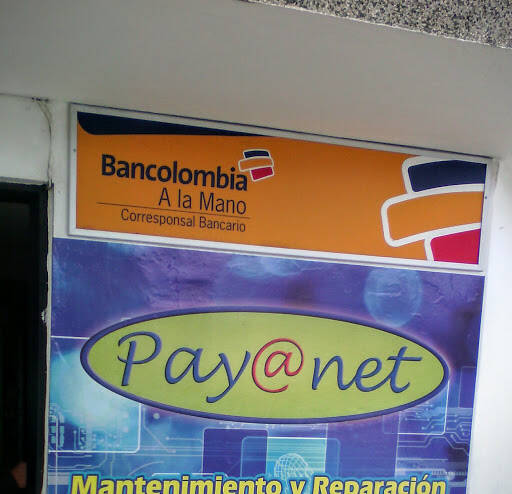 Bancolombia
A la Mano
Corresponsal Bancario
Pay@net
Mantenimiento y Reparación